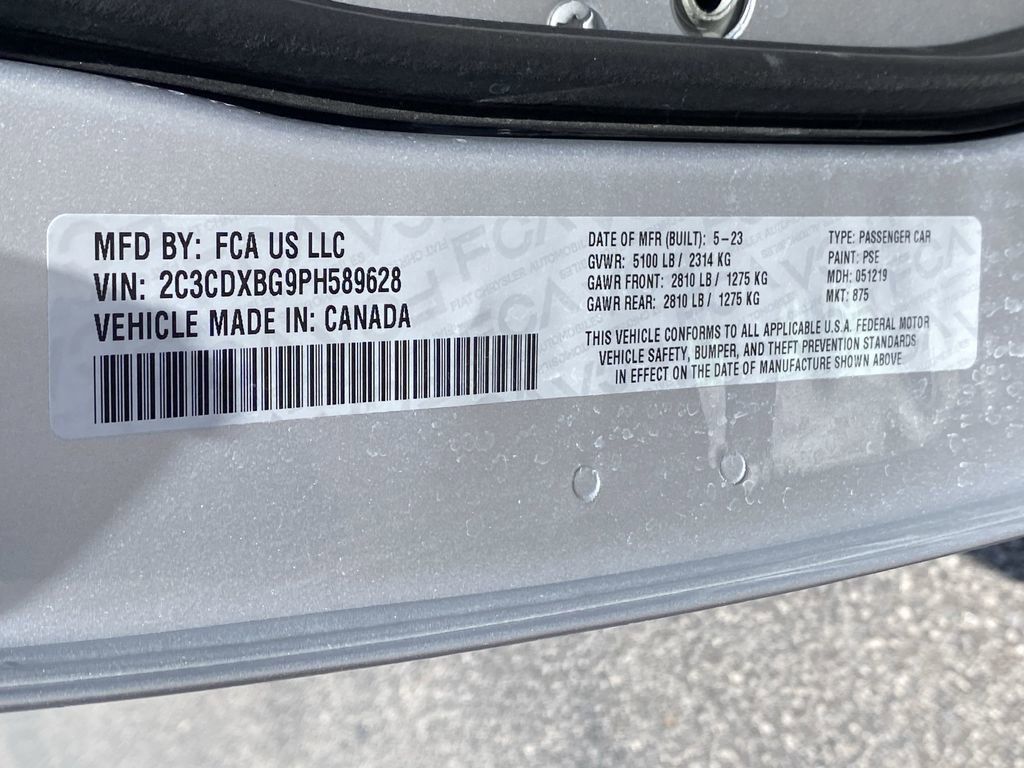 MFD BY: FCA US LLC
VIN: 2C3CDXBG9PH589628
VEHICLE MADE IN: CANADA
DATE OF MFR (BUILT): 5-23
GVWR: 5100 LB / 2314 KG
GAWR FRONT: 2810 LB / 1275 KG
GAWR REAR: 2810 LB / 1275 KG
TYPE: PASSENGER CAR
PAINT: PSE
MDH: 051219
MKT: 875
THIS VEHICLE CONFORMS TO ALL APPLICABLE U.S.A. FEDERAL MOTOR
VEHICLE SAFETY, BUMPER, AND THEFT PREVENTION STANDARDS
IN EFFECT ON THE DATE OF MANUFACTURE SHOWN ABOVE